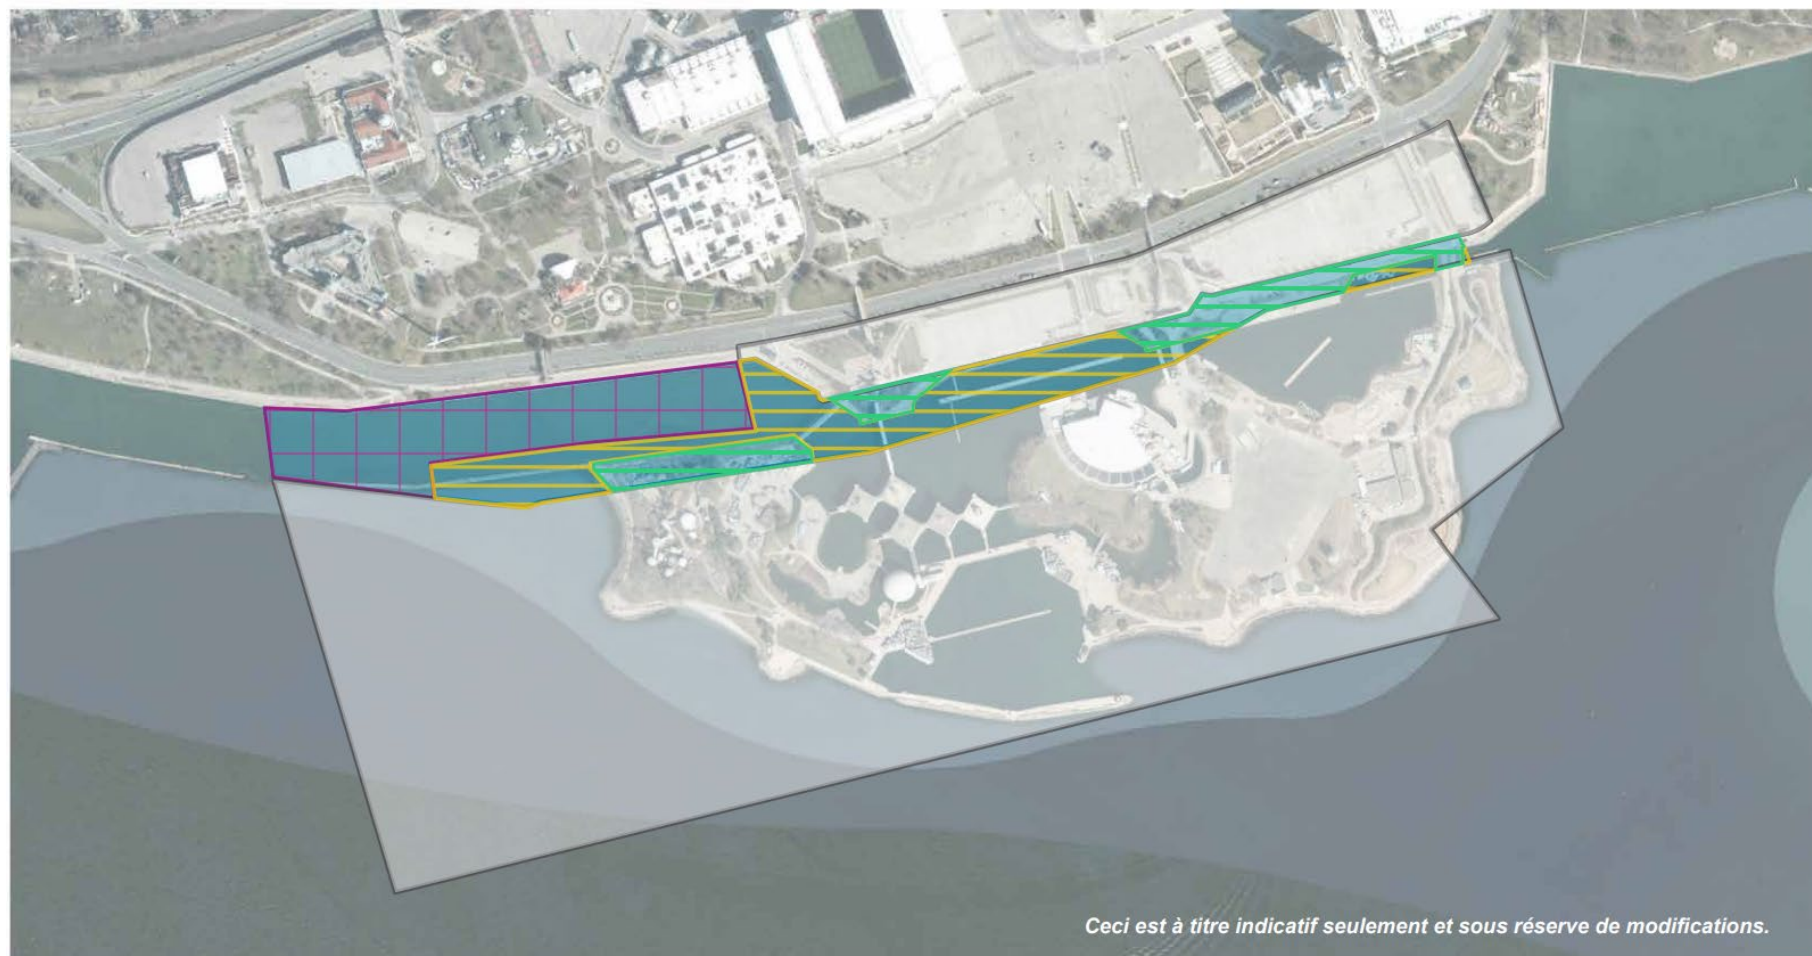 Ceci est à titre indicatif seulement et sous réserve de modifications.